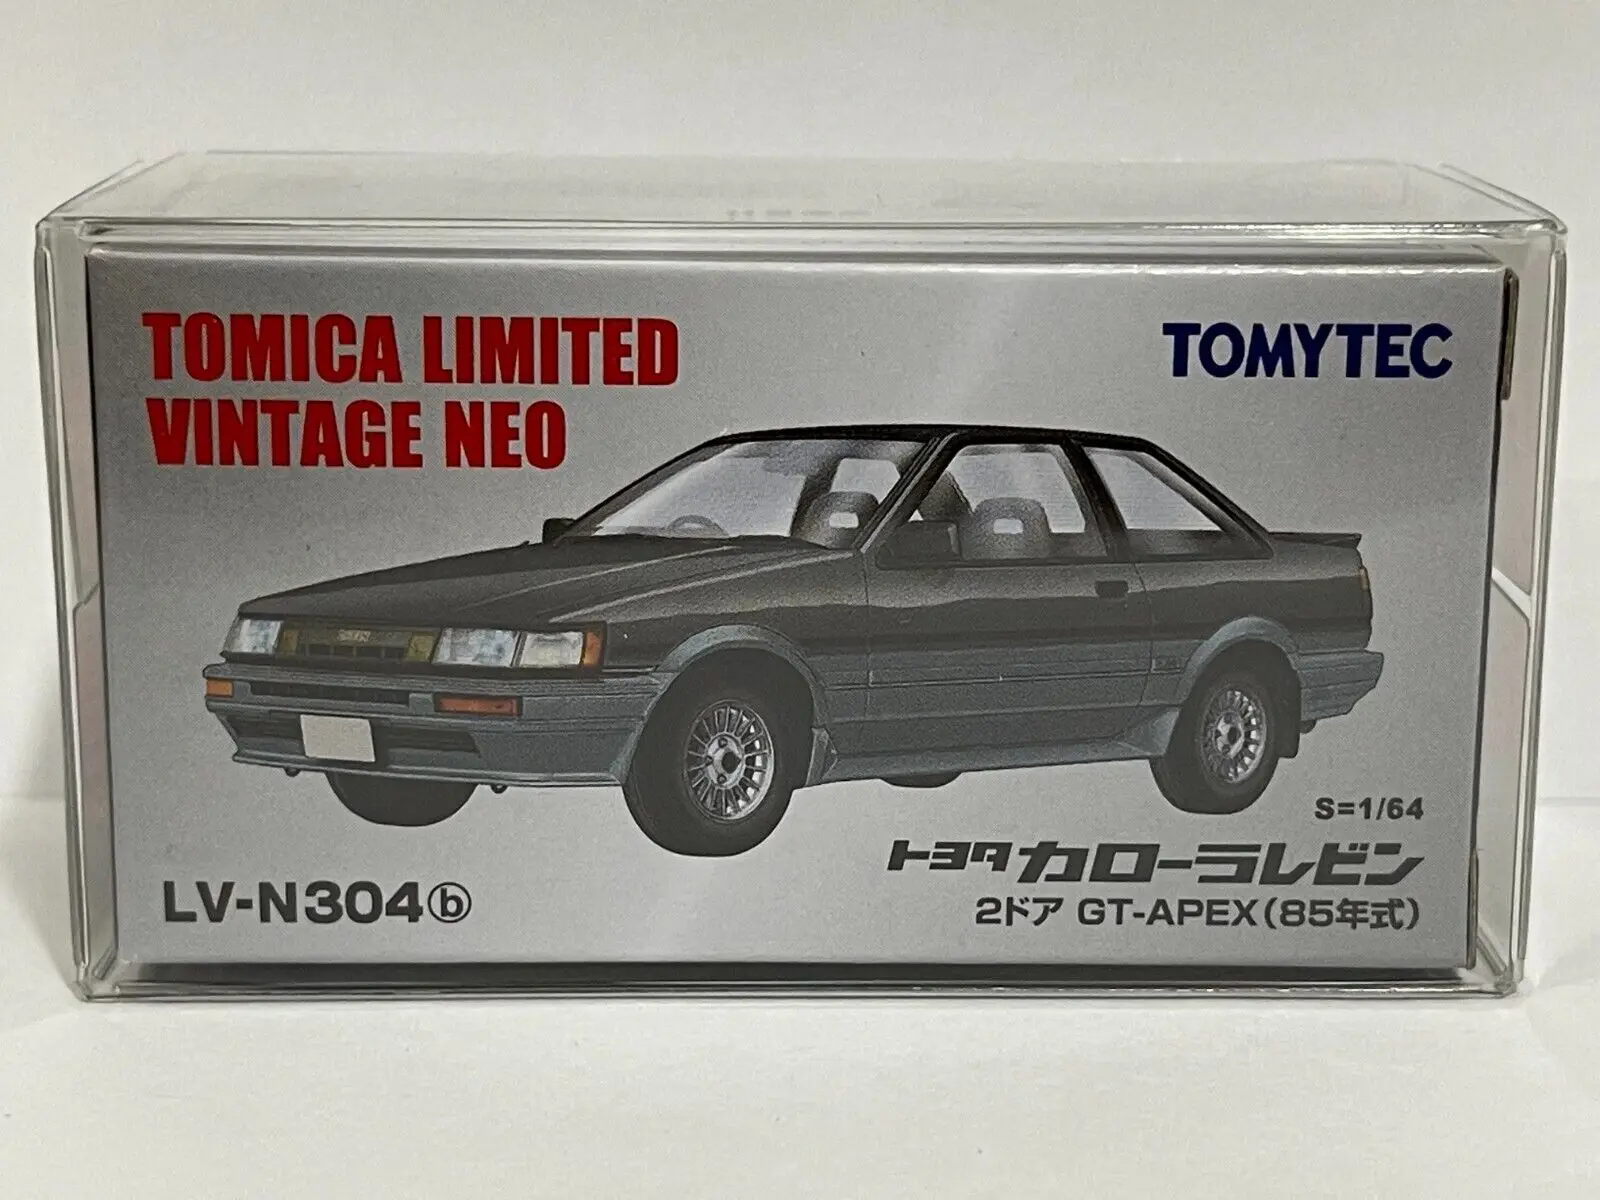 TOMICA LIMITED
VINTAGE NEO
TOMYTEC
S=1/64
LV-N304ⓑ
トヨタ カローラレビン
2ドア GT-APEX(85年式)